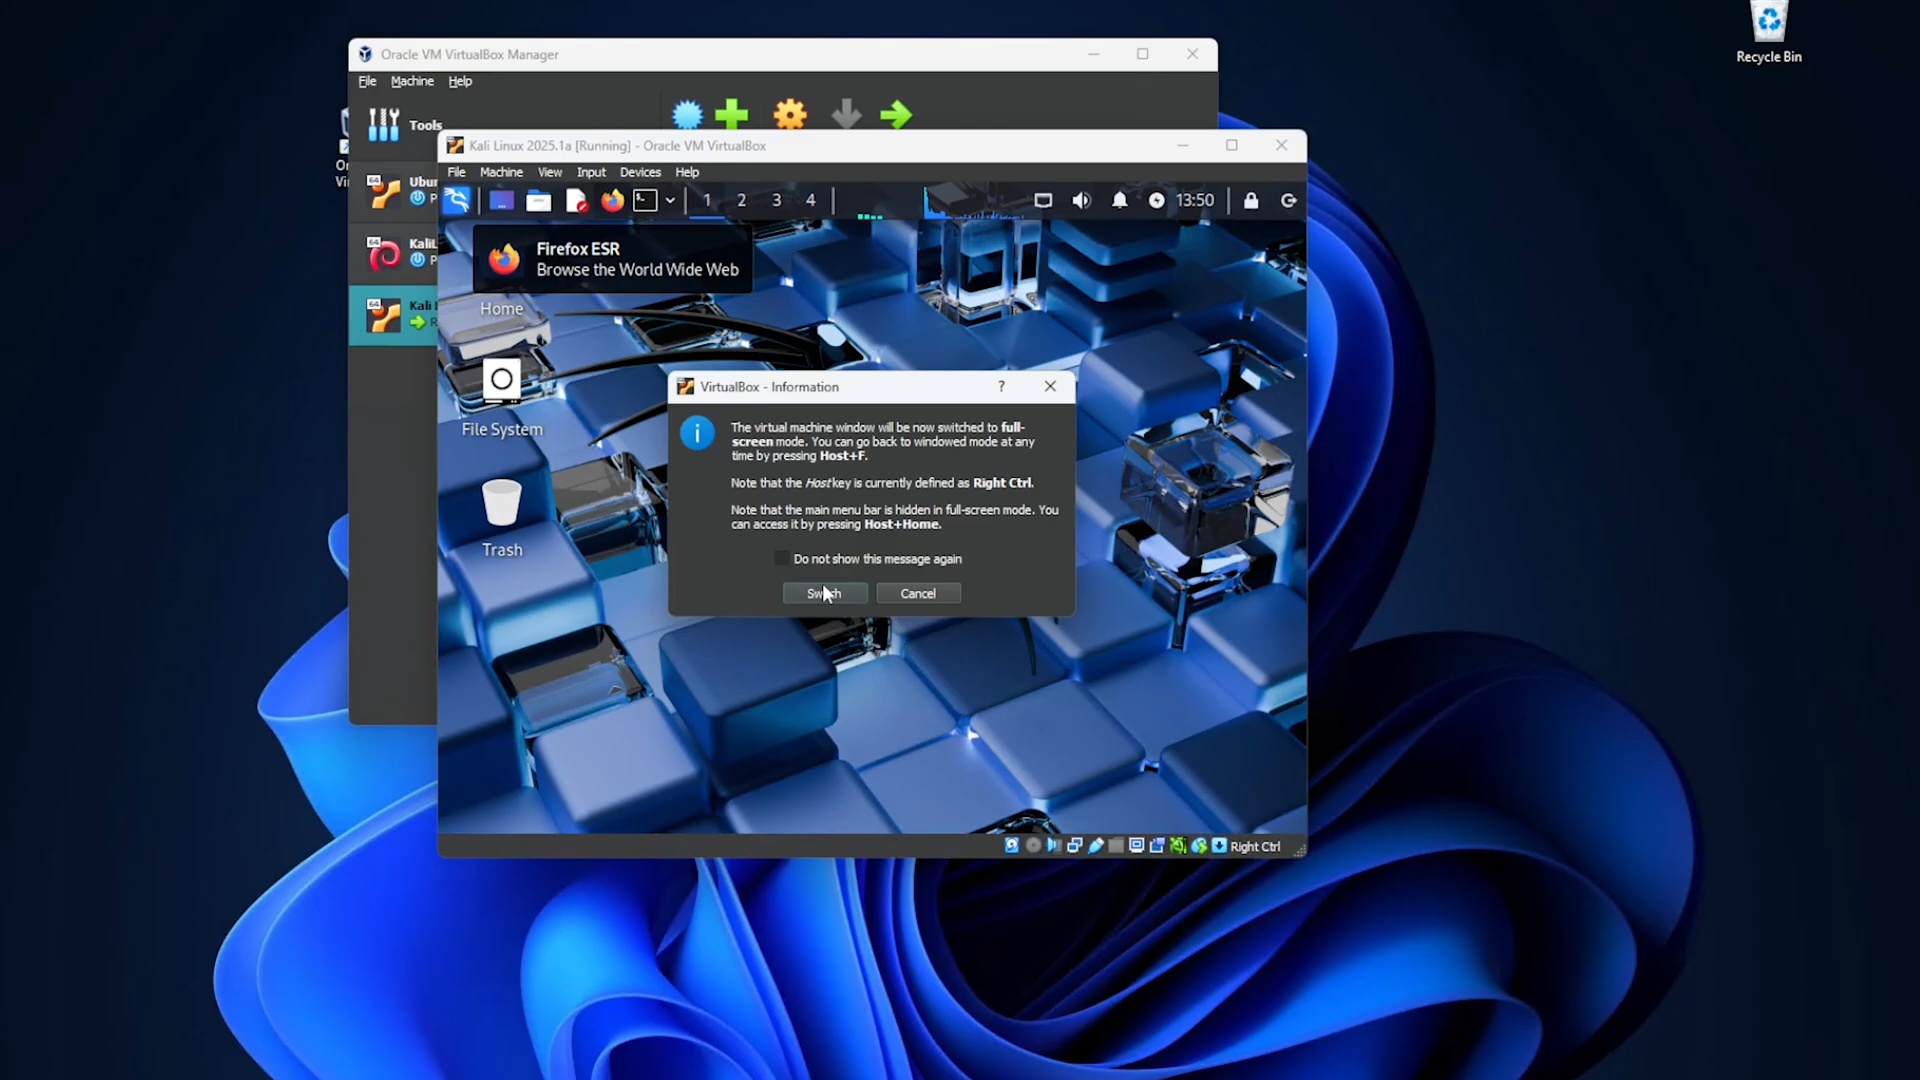 Recycle Bin
Oracle VM VirtualBox Manager
File Machine Help
Tools
64
64
64
Kali Linux 2025.1a [Running] - Oracle VM VirtualBox
File Machine View Input Devices Help
1 2 3 4
13:50
Firefox ESR
Browse the World Wide Web
Home
File System
Trash
VirtualBox - Information
?
The virtual machine window will be now switched to full-
screen mode. You can go back to windowed mode at any
time by pressing Host+F.
Note that the Host key is currently defined as Right Ctrl.
Note that the main menu bar is hidden in full-screen mode. You
can access it by pressing Host+Home.
Do not show this message again
Switch
Cancel
Right Ctrl